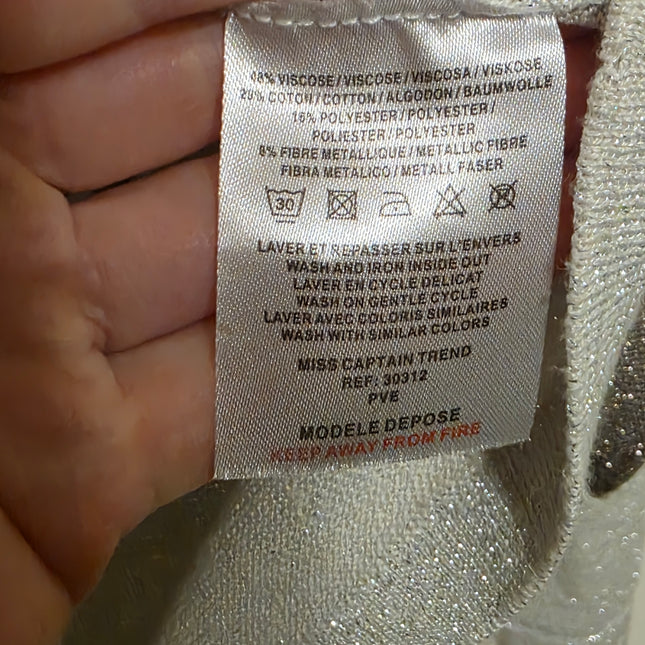 48% VISCOSE/VISCOSE/VISCOSA/VISKOSE
20% COTON/COTTON/ALGODON/BAUMWOLLE
16% POLYESTER/POLYESTER/
POLIESTER/POLYESTER
8% FIBRE METALLIQUE/METALLIC FIBRE
FIBRA METALICO/METALL FASER
30
LAVER ET REPASSER SUR L'ENVERS
WASH AND IRON INSIDE OUT
LAVER EN CYCLE DELICAT
WASH ON GENTLE CYCLE
LAVER AVEC COLORIS SIMILAIRES
WASH WITH SIMILAR COLORS
MISS CAPTAIN TREND
REF: 30312
PVE
MODELE DEPOSE
KEEP AWAY FROM FIRE